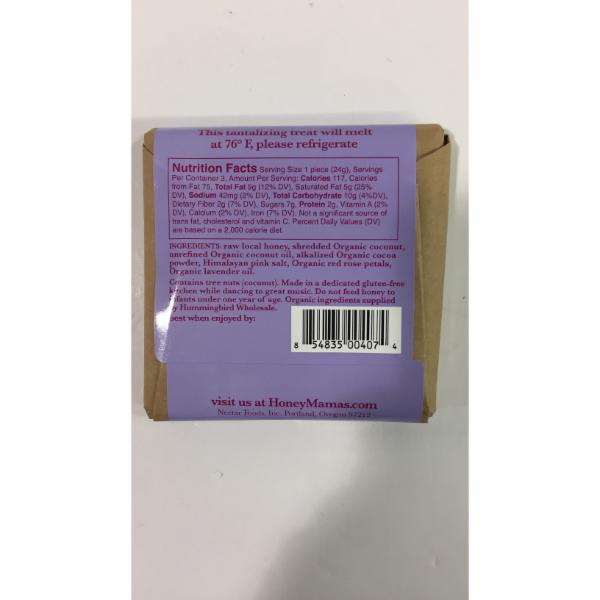 This tantalizing treat will melt
at 76° F, please refrigerate
Nutrition Facts Serving Size 1 piece (24g), Servings
Per Container 3, Amount Per Serving: Calories 117, Calories
from Fat 75, Total Fat 9g (12% DV), Saturated Fat 5g (25%
DV), Sodium 42mg (2% DV), Total Carbohydrate 10g (4%DV),
Dietary Fiber 2g (7% DV), Sugars 7g, Protein 2g, Vitamin A (2%
DV), Calcium (2% DV), Iron (7% DV). Not a significant source of
trans fat, cholesterol and vitamin C. Percent Daily Values (DV)
are based on a 2,000 calorie diet.
INGREDIENTS: raw local honey, shredded Organic coconut,
unrefined Organic coconut oil, alkalized Organic cocoa
powder, Himalayan pink salt, Organic red rose petals,
Organic lavender oil.
Contains tree nuts (coconut). Made in a dedicated gluten-free
kitchen while dancing to great music. Do not feed honey to
infants under one year of age. Organic ingredients supplied
by Hummingbird Wholesale.
best when enjoyed by:
8 54835 00407 4
visit us at HoneyMamas.com
Nectar Foods, Inc. Portland, Oregon 97212